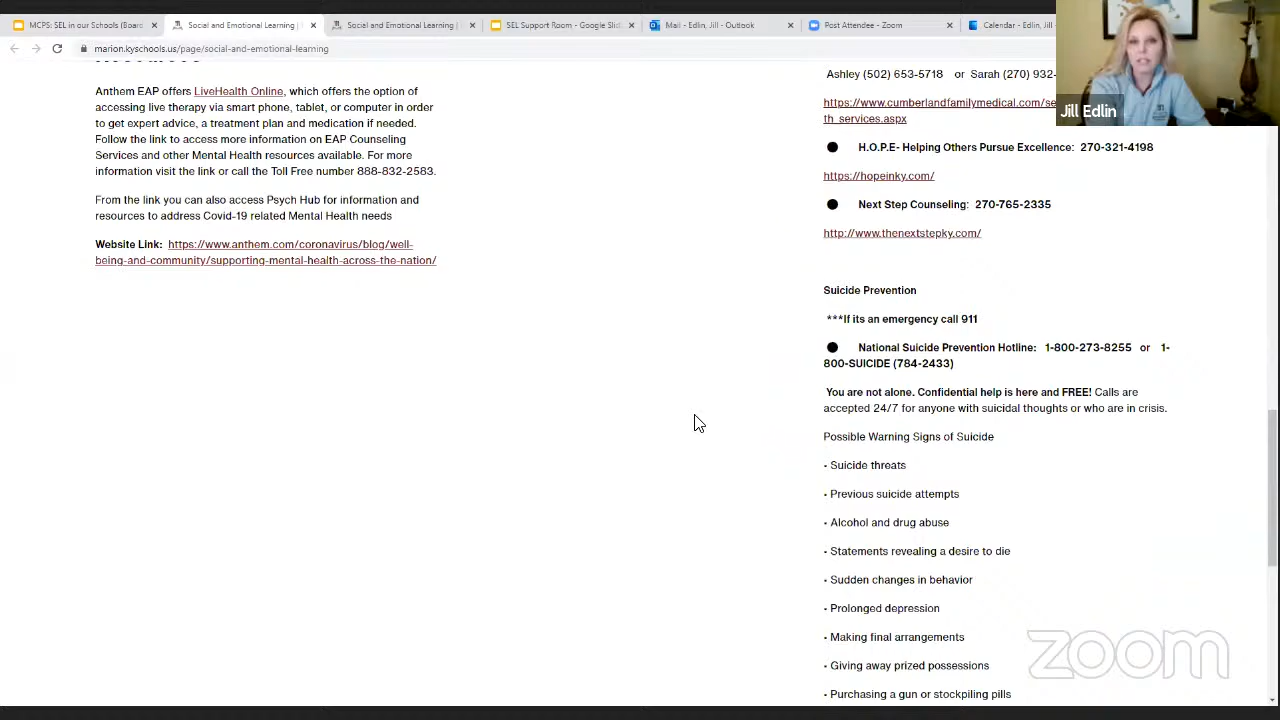 MCPS: SEL in our Schools (Board
Social and Emotional Learning |
Social and Emotional Learning |
SEL Support Room - Google Slid
Mail - Edlin, Jill - Outlook
Post Attendee - Zoom
Calendar - Edlin, Jill -
marion.kyschools.us/page/social-and-emotional-learning
Jill Edlin
Anthem EAP offers LiveHealth Online, which offers the option of
accessing live therapy via smart phone, tablet, or computer in order
to get expert advice, a treatment plan and medication if needed.
Follow the link to access more information on EAP Counseling
Services and other Mental Health resources available. For more
information visit the link or call the Toll Free number 888-832-2583.
From the link you can also access Psych Hub for information and
resources to address Covid-19 related Mental Health needs
Website Link: https://www.anthem.com/coronavirus/blog/well-
being-and-community/supporting-mental-health-across-the-nation/
Ashley (502) 653-5718 or Sarah (270) 932-
https://www.cumberlandfamilymedical.com/se
th_services.aspx
● H.O.P.E- Helping Others Pursue Excellence: 270-321-4198
https://hopeinky.com/
● Next Step Counseling: 270-765-2335
http://www.thenextstepky.com/
Suicide Prevention
***If its an emergency call 911
● National Suicide Prevention Hotline: 1-800-273-8255 or 1-
800-SUICIDE (784-2433)
You are not alone. Confidential help is here and FREE! Calls are
accepted 24/7 for anyone with suicidal thoughts or who are in crisis.
Possible Warning Signs of Suicide
• Suicide threats
• Previous suicide attempts
• Alcohol and drug abuse
• Statements revealing a desire to die
• Sudden changes in behavior
• Prolonged depression
• Making final arrangements
• Giving away prized possessions
• Purchasing a gun or stockpiling pills
zoom